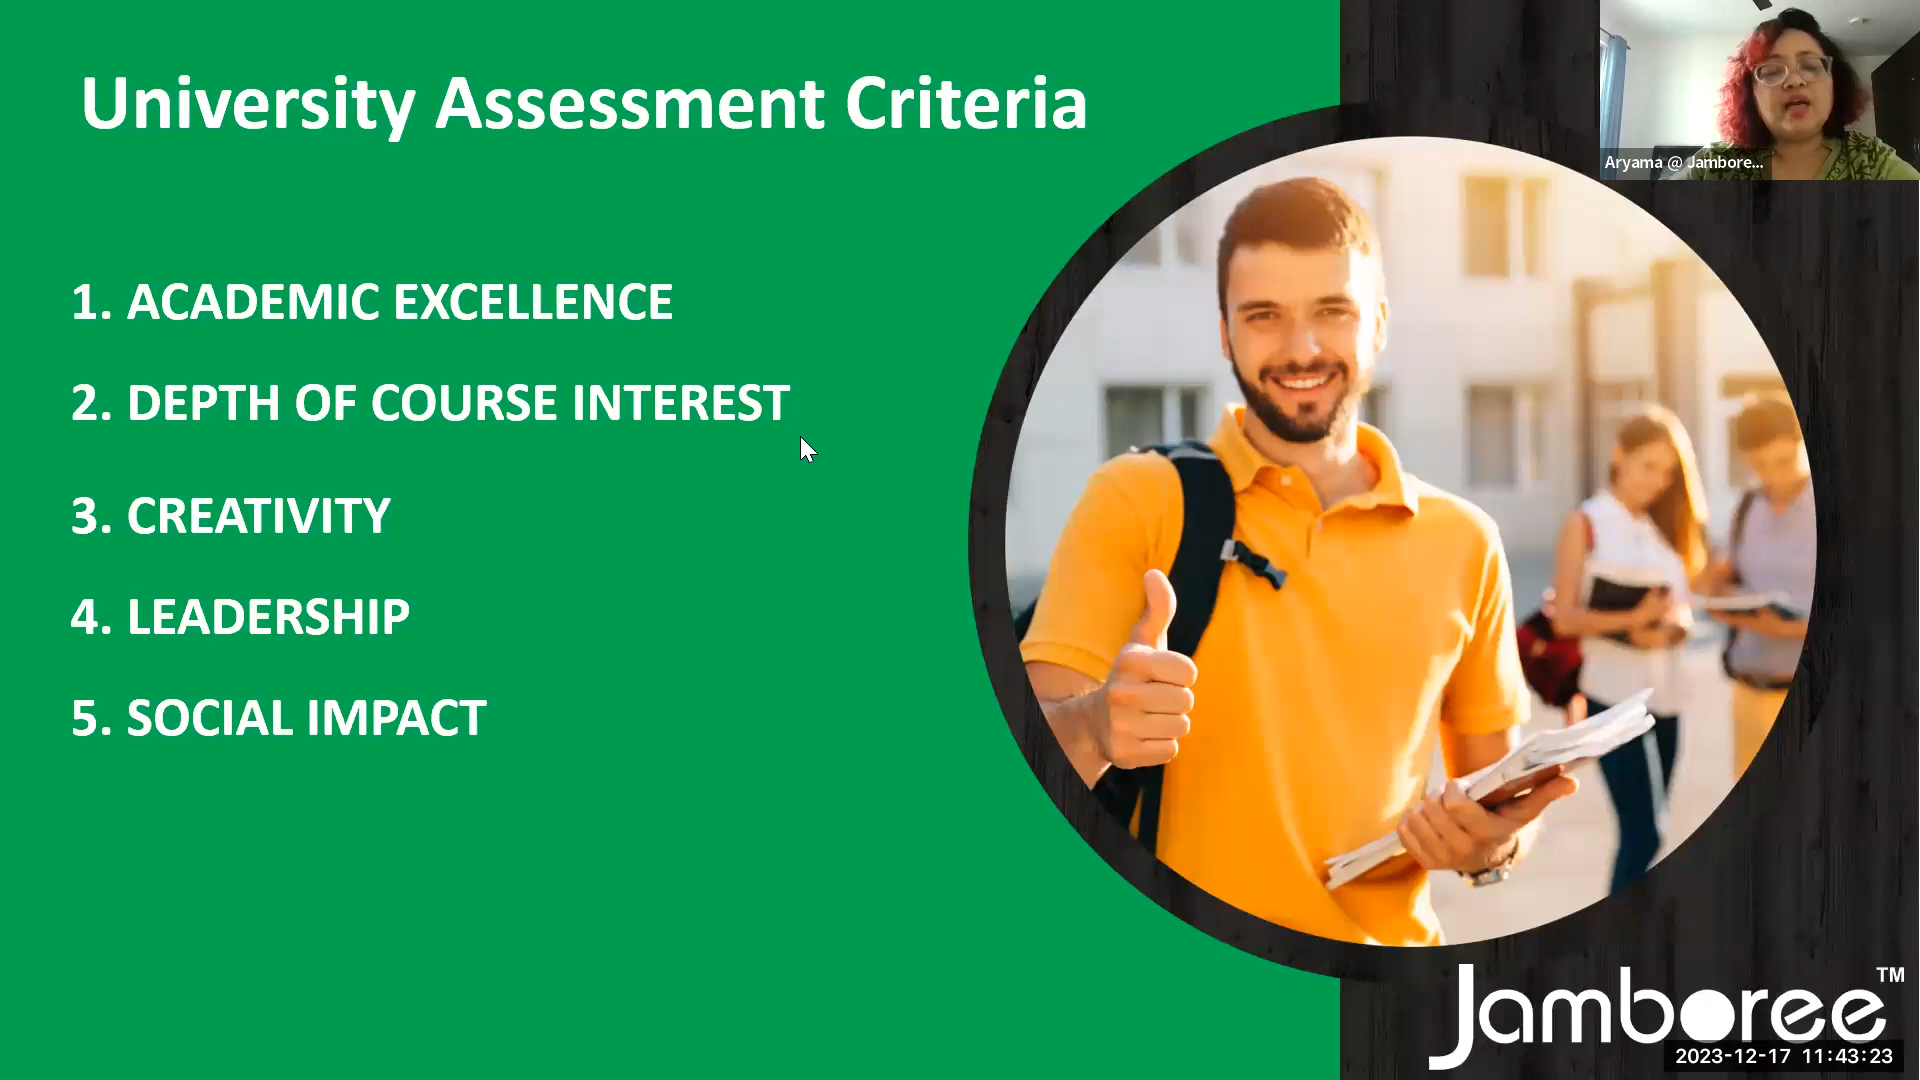 University Assessment Criteria
1. ACADEMIC EXCELLENCE
2. DEPTH OF COURSE INTEREST
3. CREATIVITY
4. LEADERSHIP
5. SOCIAL IMPACT
Aryama @ Jambore...
Jamboree™
2023-12-17 11:43:23